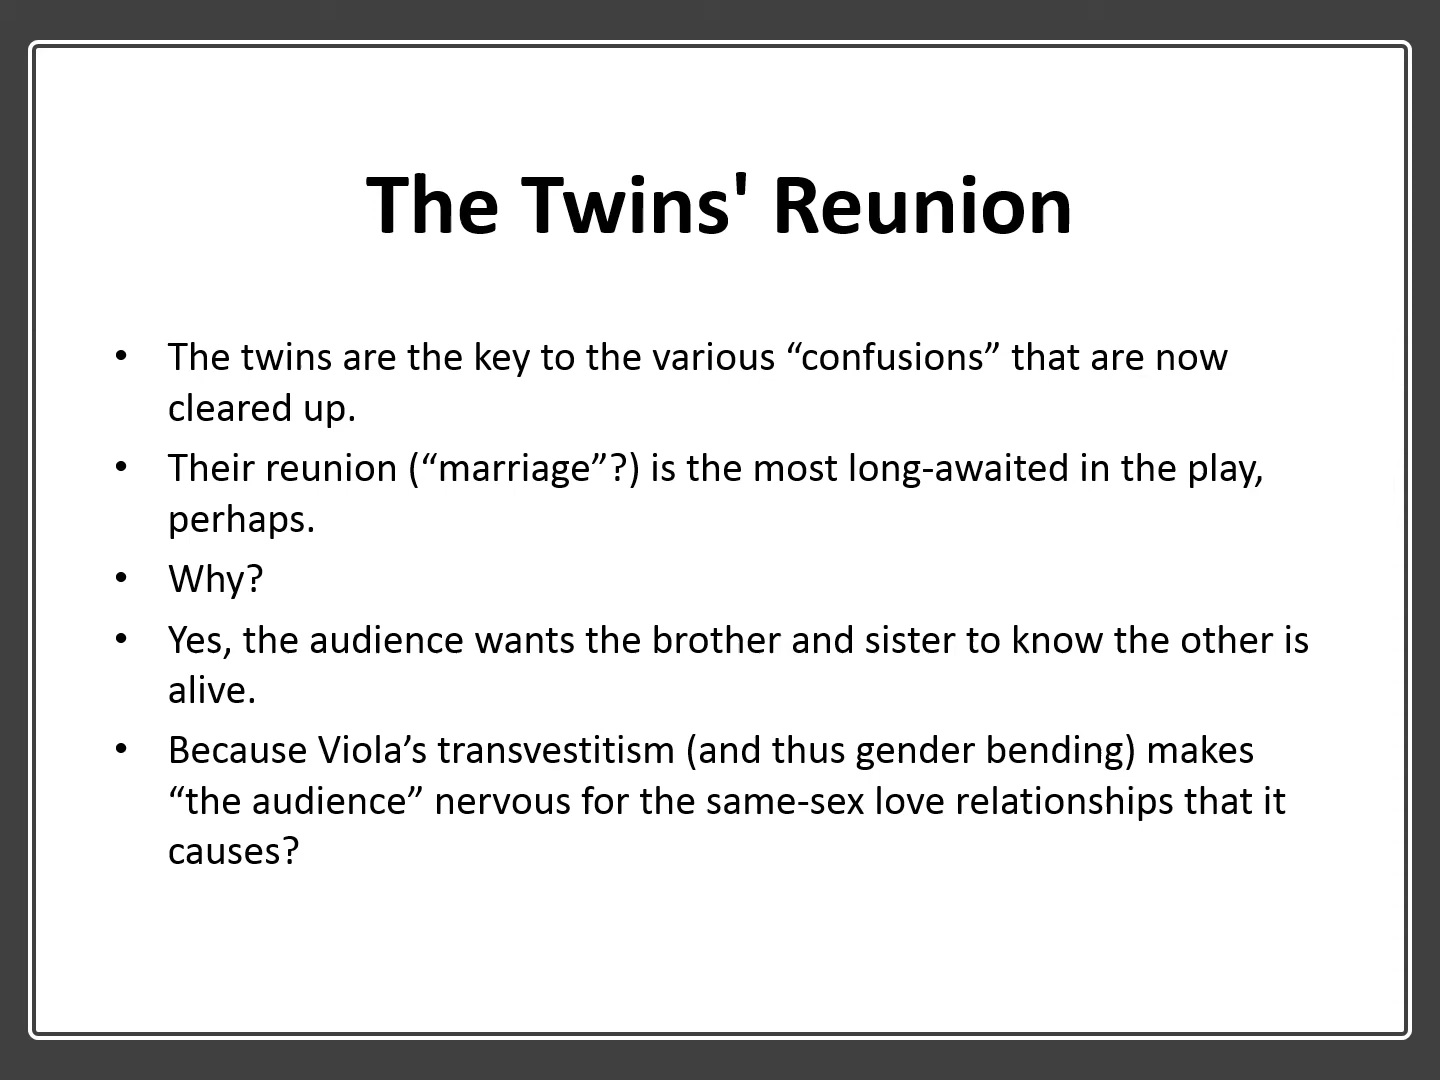 The Twins' Reunion
• The twins are the key to the various “confusions” that are now
cleared up.
• Their reunion (“marriage”?) is the most long-awaited in the play,
perhaps.
• Why?
• Yes, the audience wants the brother and sister to know the other is
alive.
• Because Viola’s transvestitism (and thus gender bending) makes
“the audience” nervous for the same-sex love relationships that it
causes?